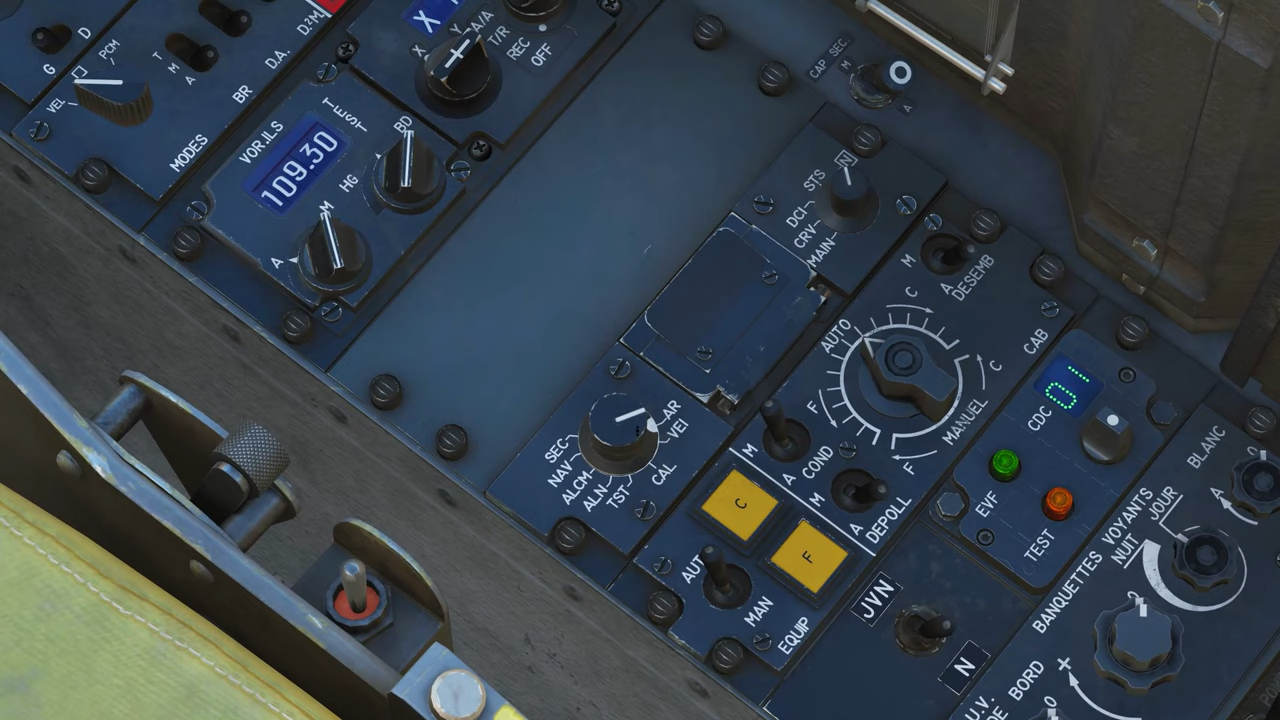 D
G
PCM
VEL
T
M
A
D²M
D.A.
BR
MODES
X
X
Y
A/A
T/R
REC
OFF
VOR.ILS
TEST
109.30
BD
HG
M
A
CAP SEC
M
A
N
STS
DCI
CRV
MAIN
M
A
DESEMB
C
AUTO
CAB
C
F
MANUEL
F
M
A
COND
M
A
DEPOLL
SEC
NAV
ALCM
ALN
TST
CAL
VEI
LAR
C
F
AUT
MAN
EQUIP
CDC
01
EVF
TEST
JVN
N
BLANC
A
VOYANTS
JOUR
NUIT
BANQUETTES
0
0
+
BORD
U.V.
0